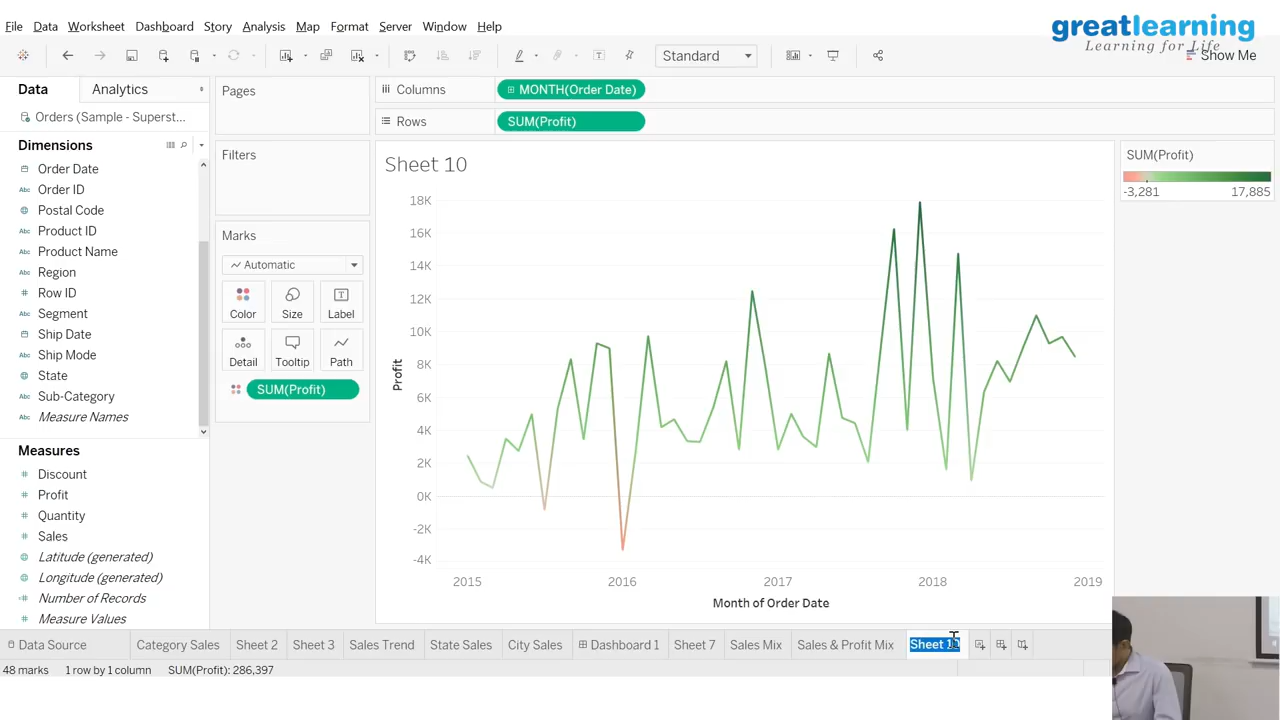 File Data Worksheet Dashboard Story Analysis Map Format Server Window Help
greatlearning
Learning for Life
Standard
Show Me
Data Analytics
Orders (Sample - Superst...
Dimensions
Order Date
Order ID
Postal Code
Product ID
Product Name
Region
Row ID
Segment
Ship Date
Ship Mode
State
Sub-Category
Measure Names
Measures
Discount
Profit
Quantity
Sales
Latitude (generated)
Longitude (generated)
Number of Records
Measure Values
Pages
Filters
Marks
Automatic
Color Size Label
Detail Tooltip Path
SUM(Profit)
Columns MONTH(Order Date)
Rows SUM(Profit)
Sheet 10
18K
16K
14K
12K
10K
8K
6K
4K
2K
0K
-2K
-4K
Profit
2015 2016 2017 2018 2019
Month of Order Date
SUM(Profit)
-3,281 17,885
Data Source Category Sales Sheet 2 Sheet 3 Sales Trend State Sales City Sales Dashboard 1 Sheet 7 Sales Mix Sales & Profit Mix Sheet 10
48 marks 1 row by 1 column SUM(Profit): 286,397